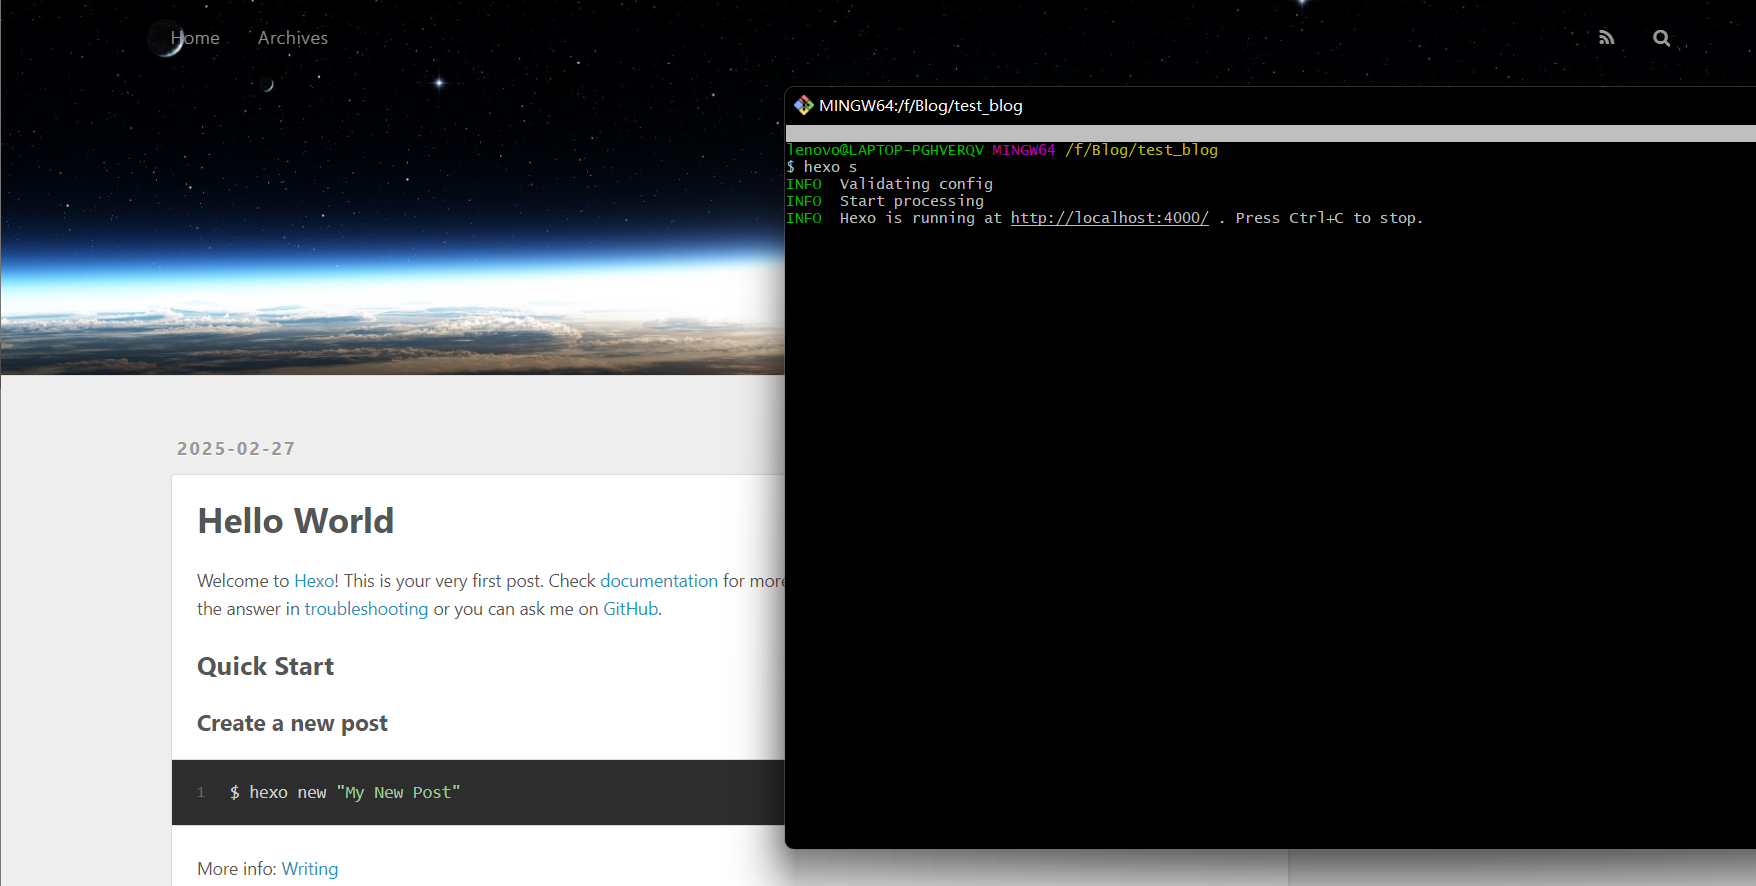 Home Archives
MINGW64:/f/Blog/test_blog
lenovo@LAPTOP-PGHVERQV MINGW64 /f/Blog/test_blog
$ hexo s
INFO  Validating config
INFO  Start processing
INFO  Hexo is running at http://localhost:4000/ . Press Ctrl+C to stop.
2025-02-27
Hello World
Welcome to Hexo! This is your very first post. Check documentation for more
the answer in troubleshooting or you can ask me on GitHub.
Quick Start
Create a new post
1 $ hexo new "My New Post"
More info: Writing